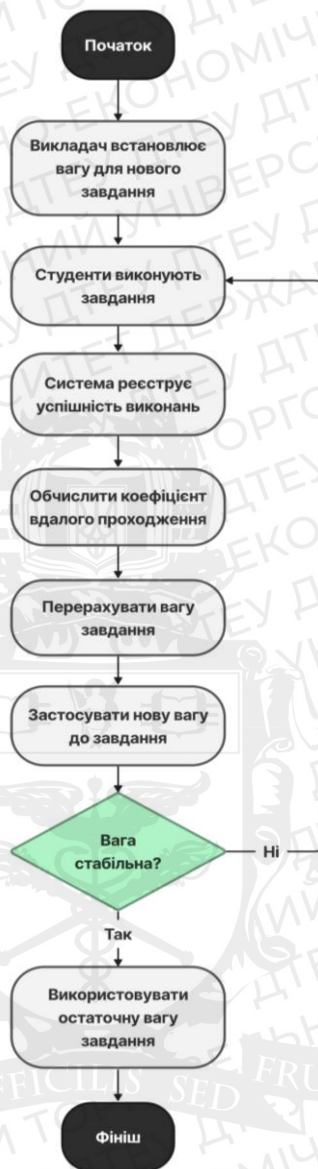 Початок
Викладач встановлює
вагу для нового
завдання
Студенти виконують
завдання
Система реєструє
успішність виконань
Обчислити коефіцієнт
вдалого проходження
Перерахувати вагу
завдання
Застосувати нову вагу
до завдання
Вага
стабільна?
Ні
Так
Використовувати
остаточну вагу
завдання
Фініш